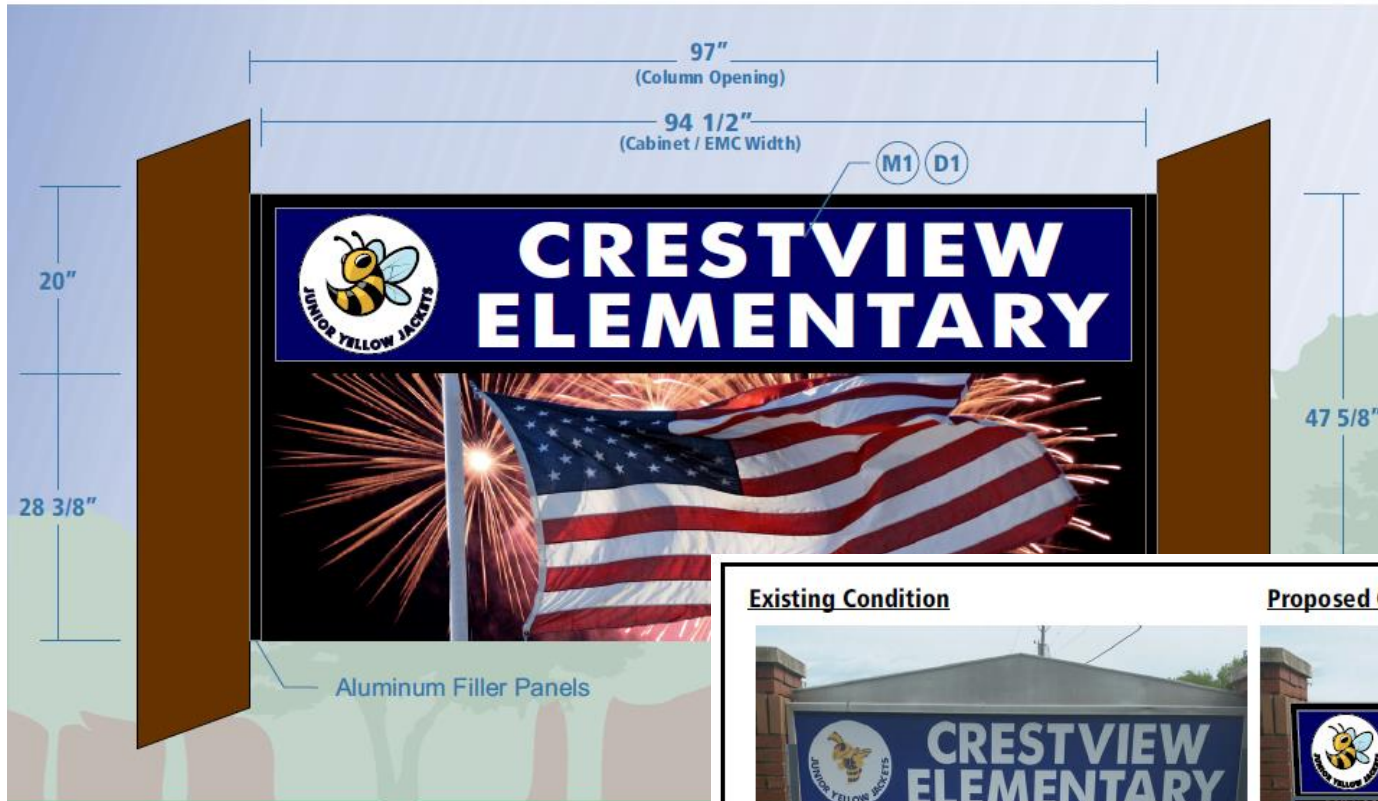 97"
(Column Opening)
94 1/2"
(Cabinet / EMC Width)
M1 D1
20"
CRESTVIEW
ELEMENTARY
JUNIOR YELLOW JACKETS
47 5/8"
28 3/8"
Aluminum Filler Panels
Existing Condition
Proposed
CRESTVIEW
ELEMENTARY
JUNIOR YELLOW JACKETS
JUNIOR YELLOW